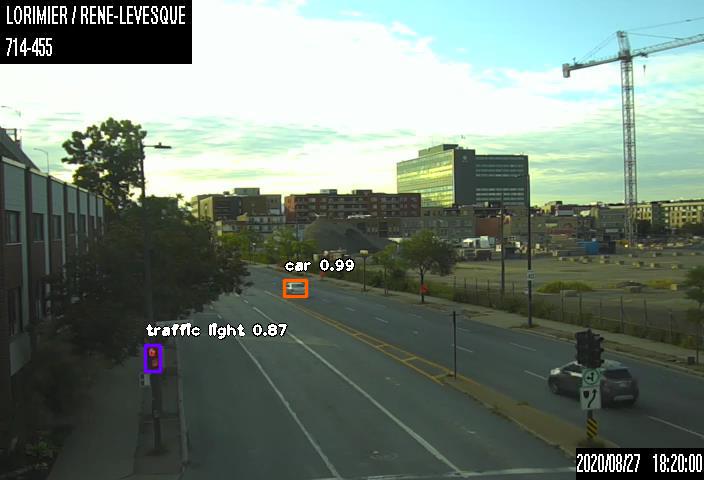 LORIMIER / RENE-LEVESQUE
714-455
car 0.99
traffic light 0.87
2020/08/27 18:20:00